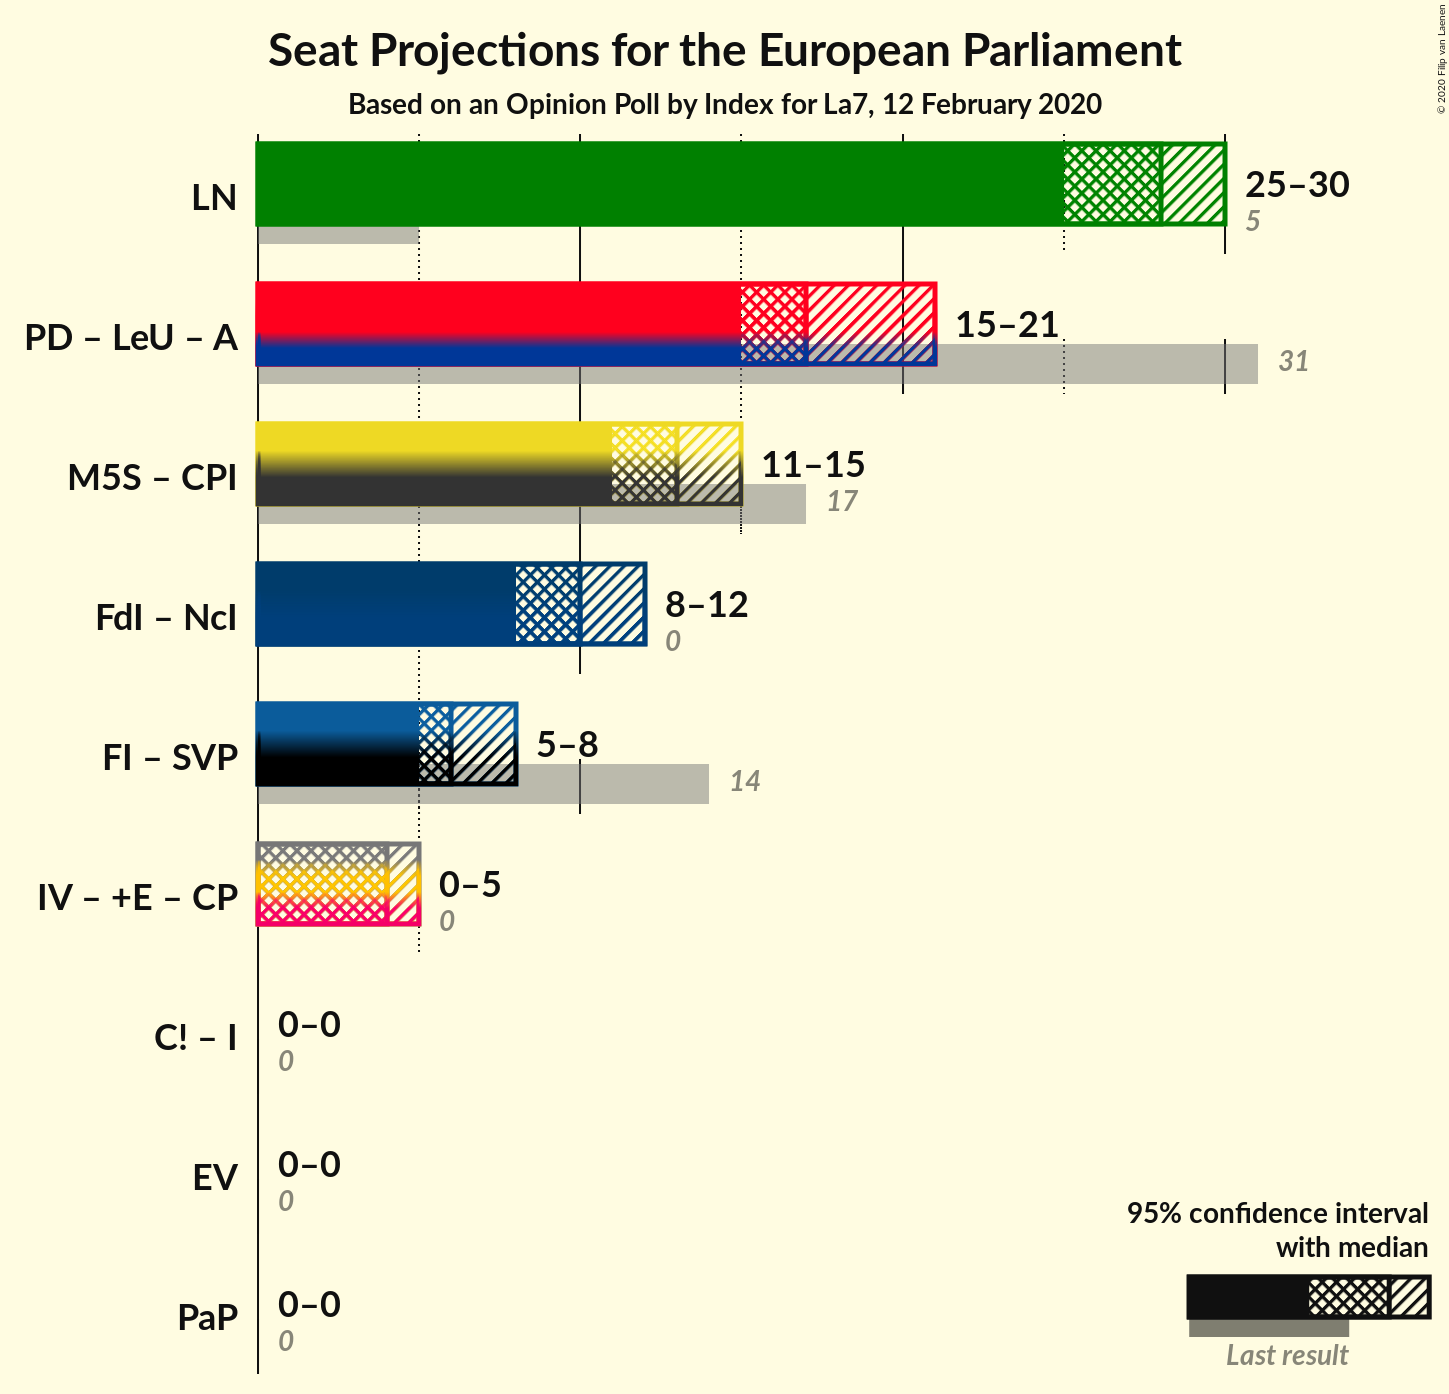 Seat Projections for the European Parliament
Based on an Opinion Poll by Index for La7, 12 February 2020
© 2020 Filip van Laenen
LN
25–30
5
PD – LeU – A
15–21
31
M5S – CPI
11–15
17
FdI – NcI
8–12
0
FI – SVP
5–8
14
IV – +E – CP
0–5
0
C! – I
0–0
0
EV
0–0
0
PaP
0–0
0
95% confidence interval
with median
Last result